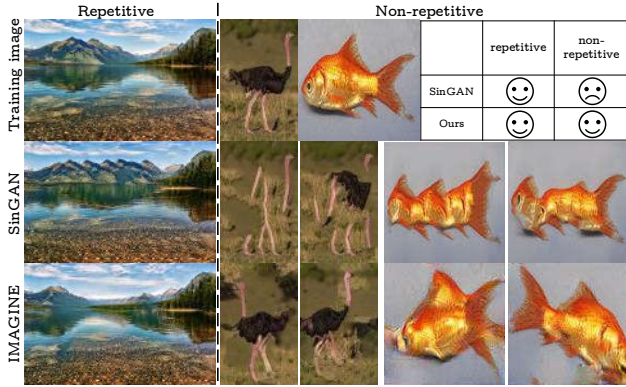 Repetitive
Non-repetitive
Training image
repetitive
non-
repetitive
SinGAN
Ours
SinGAN
IMAGINE